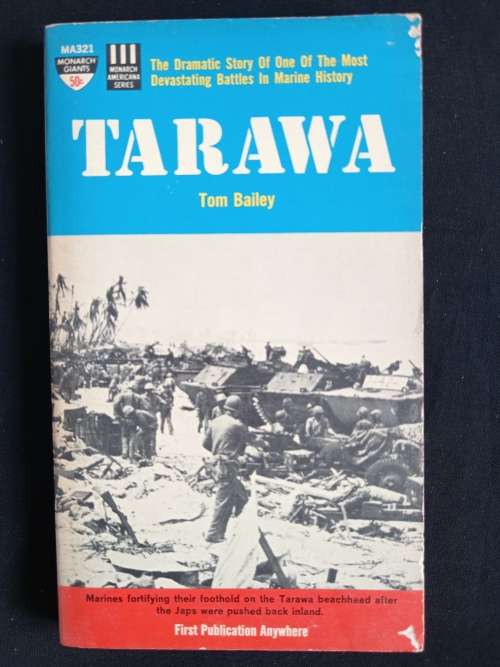 MA321
MONARCH
GIANTS
50c
MONARCH
AMERICANA
SERIES
The Dramatic Story Of One Of The Most
Devastating Battles In Marine History
TARAWA
Tom Bailey
Marines fortifying their foothold on the Tarawa beachhead after
the Japs were pushed back inland.
First Publication Anywhere